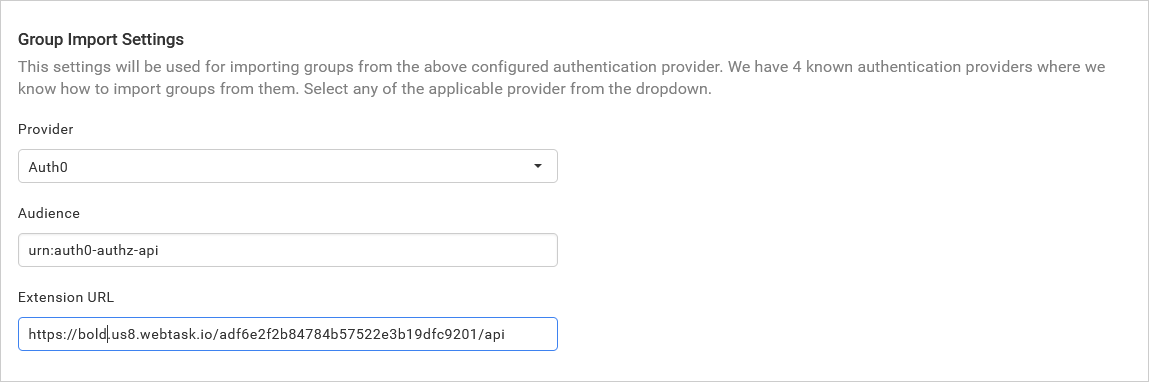 Group Import Settings
This settings will be used for importing groups from the above configured authentication provider. We have 4 known authentication providers where we
know how to import groups from them. Select any of the applicable provider from the dropdown.
Provider
Auth0
Audience
urn:auth0-authz-api
Extension URL
https://bold.us8.webtask.io/adf6e2f2b84784b57522e3b19dfc9201/api